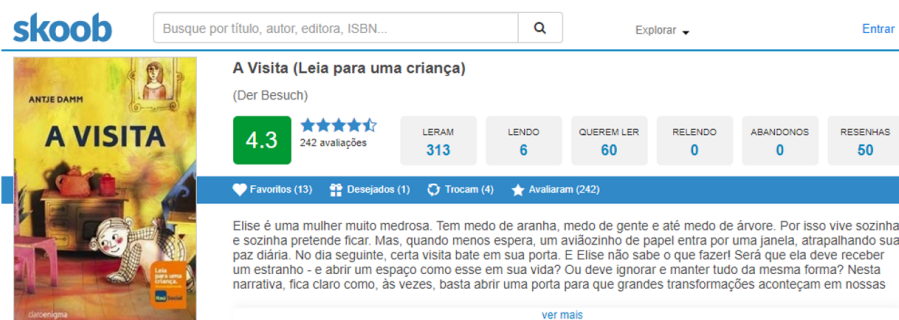 skoob
Busque por título, autor, editora, ISBN...
Explorar
Entrar
ANTJE DAMM
A VISITA
Leia
para uma
criança.
Itaú Social
claroenigma
A Visita (Leia para uma criança)
(Der Besuch)
4.3
242 avaliações
LERAM
313
LENDO
6
QUEREM LER
60
RELENDO
0
ABANDONOS
0
RESENHAS
50
Favoritos (13) Desejados (1) Trocam (4) Avaliaram (242)
Elise é uma mulher muito medrosa. Tem medo de aranha, medo de gente e até medo de árvore. Por isso vive sozinha
e sozinha pretende ficar. Mas, quando menos espera, um aviãozinho de papel entra por uma janela, atrapalhando sua
paz diária. No dia seguinte, certa visita bate em sua porta. E Elise não sabe o que fazer! Será que ela deve receber
um estranho - e abrir um espaço como esse em sua vida? Ou deve ignorar e manter tudo da mesma forma? Nesta
narrativa, fica claro como, às vezes, basta abrir uma porta para que grandes transformações aconteçam em nossas
ver mais